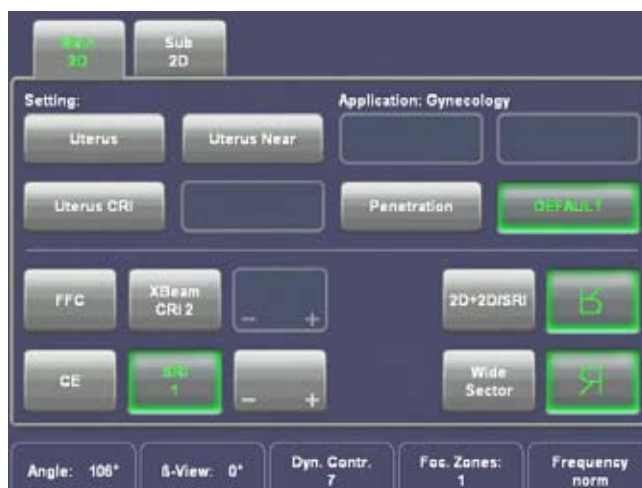 Main
2D
Sub
2D
Setting:
Application: Gynecology
Uterus
Uterus Near
Uterus CRI
Penetration
DEFAULT
FFC
XBeam
CRI 2
- +
2D+2D/SRI
R
CE
SRI
1
- +
Wide
Sector
R
Angle: 106°
ß-View: 0°
Dyn. Contr.
7
Foc. Zones:
1
Frequency
norm